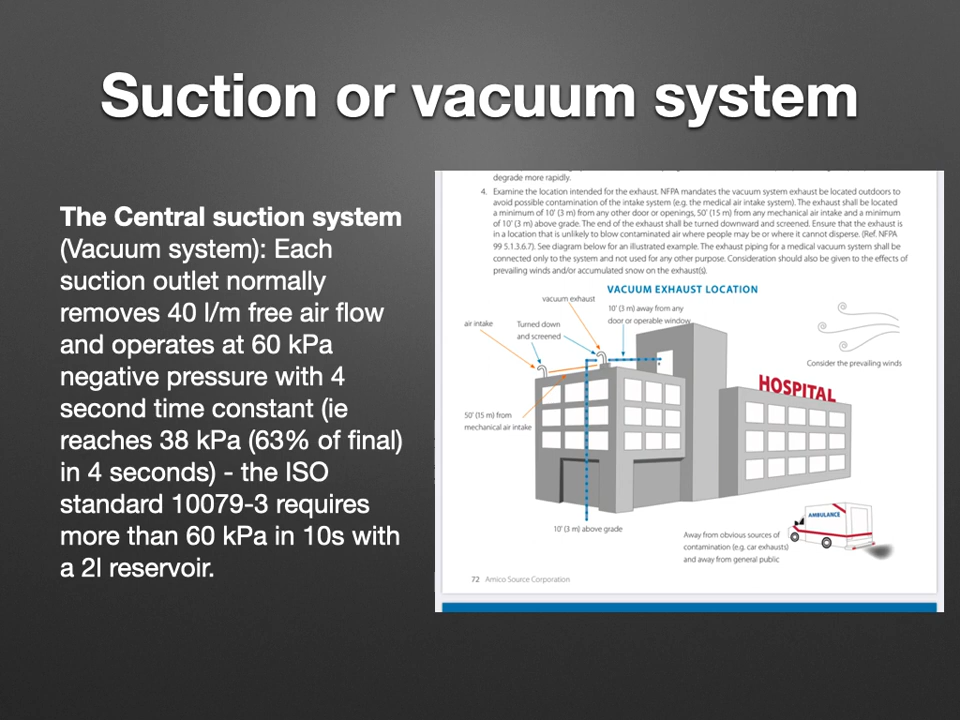 Suction or vacuum system
The Central suction system
(Vacuum system): Each
suction outlet normally
removes 40 l/m free air flow
and operates at 60 kPa
negative pressure with 4
second time constant (ie
reaches 38 kPa (63% of final)
in 4 seconds) - the ISO
standard 10079-3 requires
more than 60 kPa in 10s with
a 2l reservoir.
degrade more rapidly.
4. Examine the location intended for the exhaust. NFPA mandates the vacuum system exhaust be located outdoors to
avoid possible contamination of the intake system (e.g. the medical air intake system). The exhaust shall be located
a minimum of 10' (3 m) from any other door or openings, 50' (15 m) from any mechanical air intake and a minimum
of 10' (3 m) above grade. The end of the exhaust shall be turned downward and screened. Ensure that the exhaust is
in a location that is unlikely to blow contaminated air where people may be or where it cannot disperse. (Ref. NFPA
99 5.1.3.6.7). See diagram below for an illustrated example. The exhaust piping for a medical vacuum system shall be
connected only to the system and not used for any other purpose. Consideration should also be given to the effects of
prevailing winds and/or accumulated snow on the exhaust(s).
VACUUM EXHAUST LOCATION
vacuum exhaust
10' (3 m) away from any
door or operable window
air intake
Turned down
and screened
Consider the prevailing winds
HOSPITAL
50' (15 m) from
mechanical air intake
AMBULANCE
10' (3 m) above grade
Away from obvious sources of
contamination (e.g. car exhausts)
and away from general public
72 Amico Source Corporation